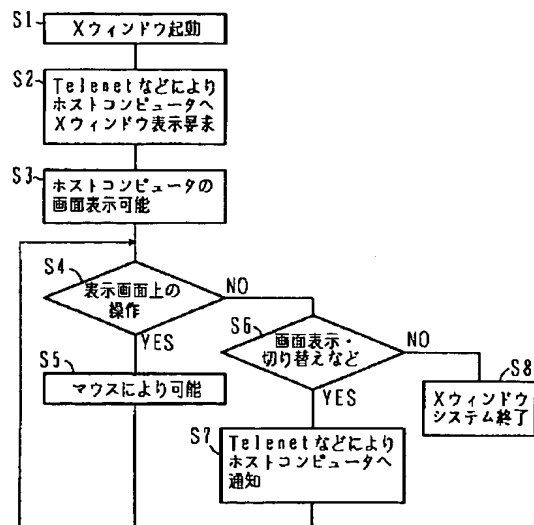 S1
Xウィンドウ起動
S2
Telenetなどにより
ホストコンピュータへ
Xウィンドウ表示要求
S3
ホストコンピュータの
画面表示可能
S4
表示画面上の
操作
NO
YES
S5
マウスにより可能
S6
画面表示・
切り替えなど
NO
YES
S7
Telenetなどにより
ホストコンピュータへ
通知
S8
Xウィンドウ
システム終了